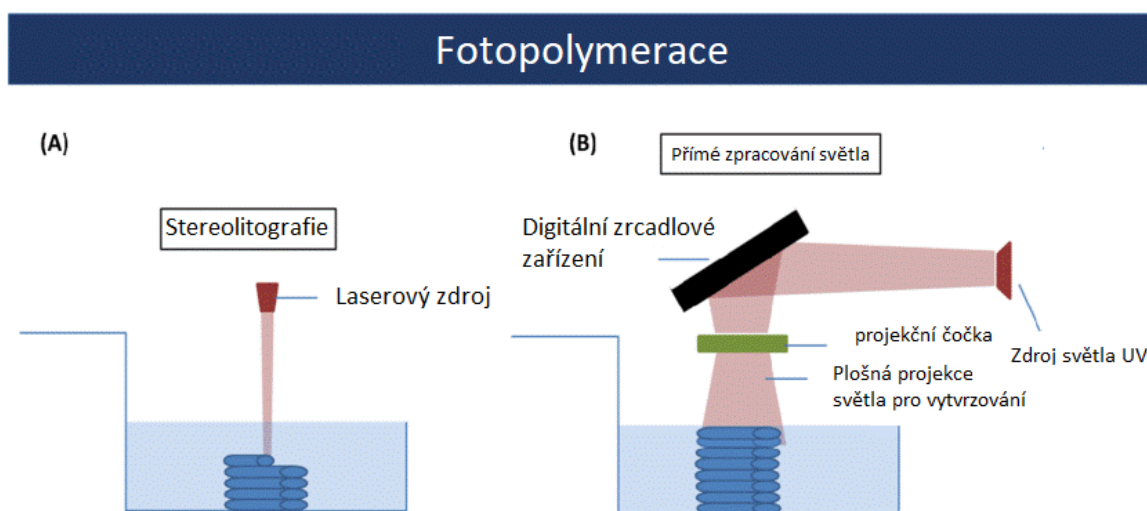 Fotopolymerace
(A)
Stereolitografie
Laserový zdroj
(B)
Přímé zpracování světla
Digitální zrcadlové
zařízení
projekční čočka
Zdroj světla UV
Plošná projekce
světla pro vytvrzování